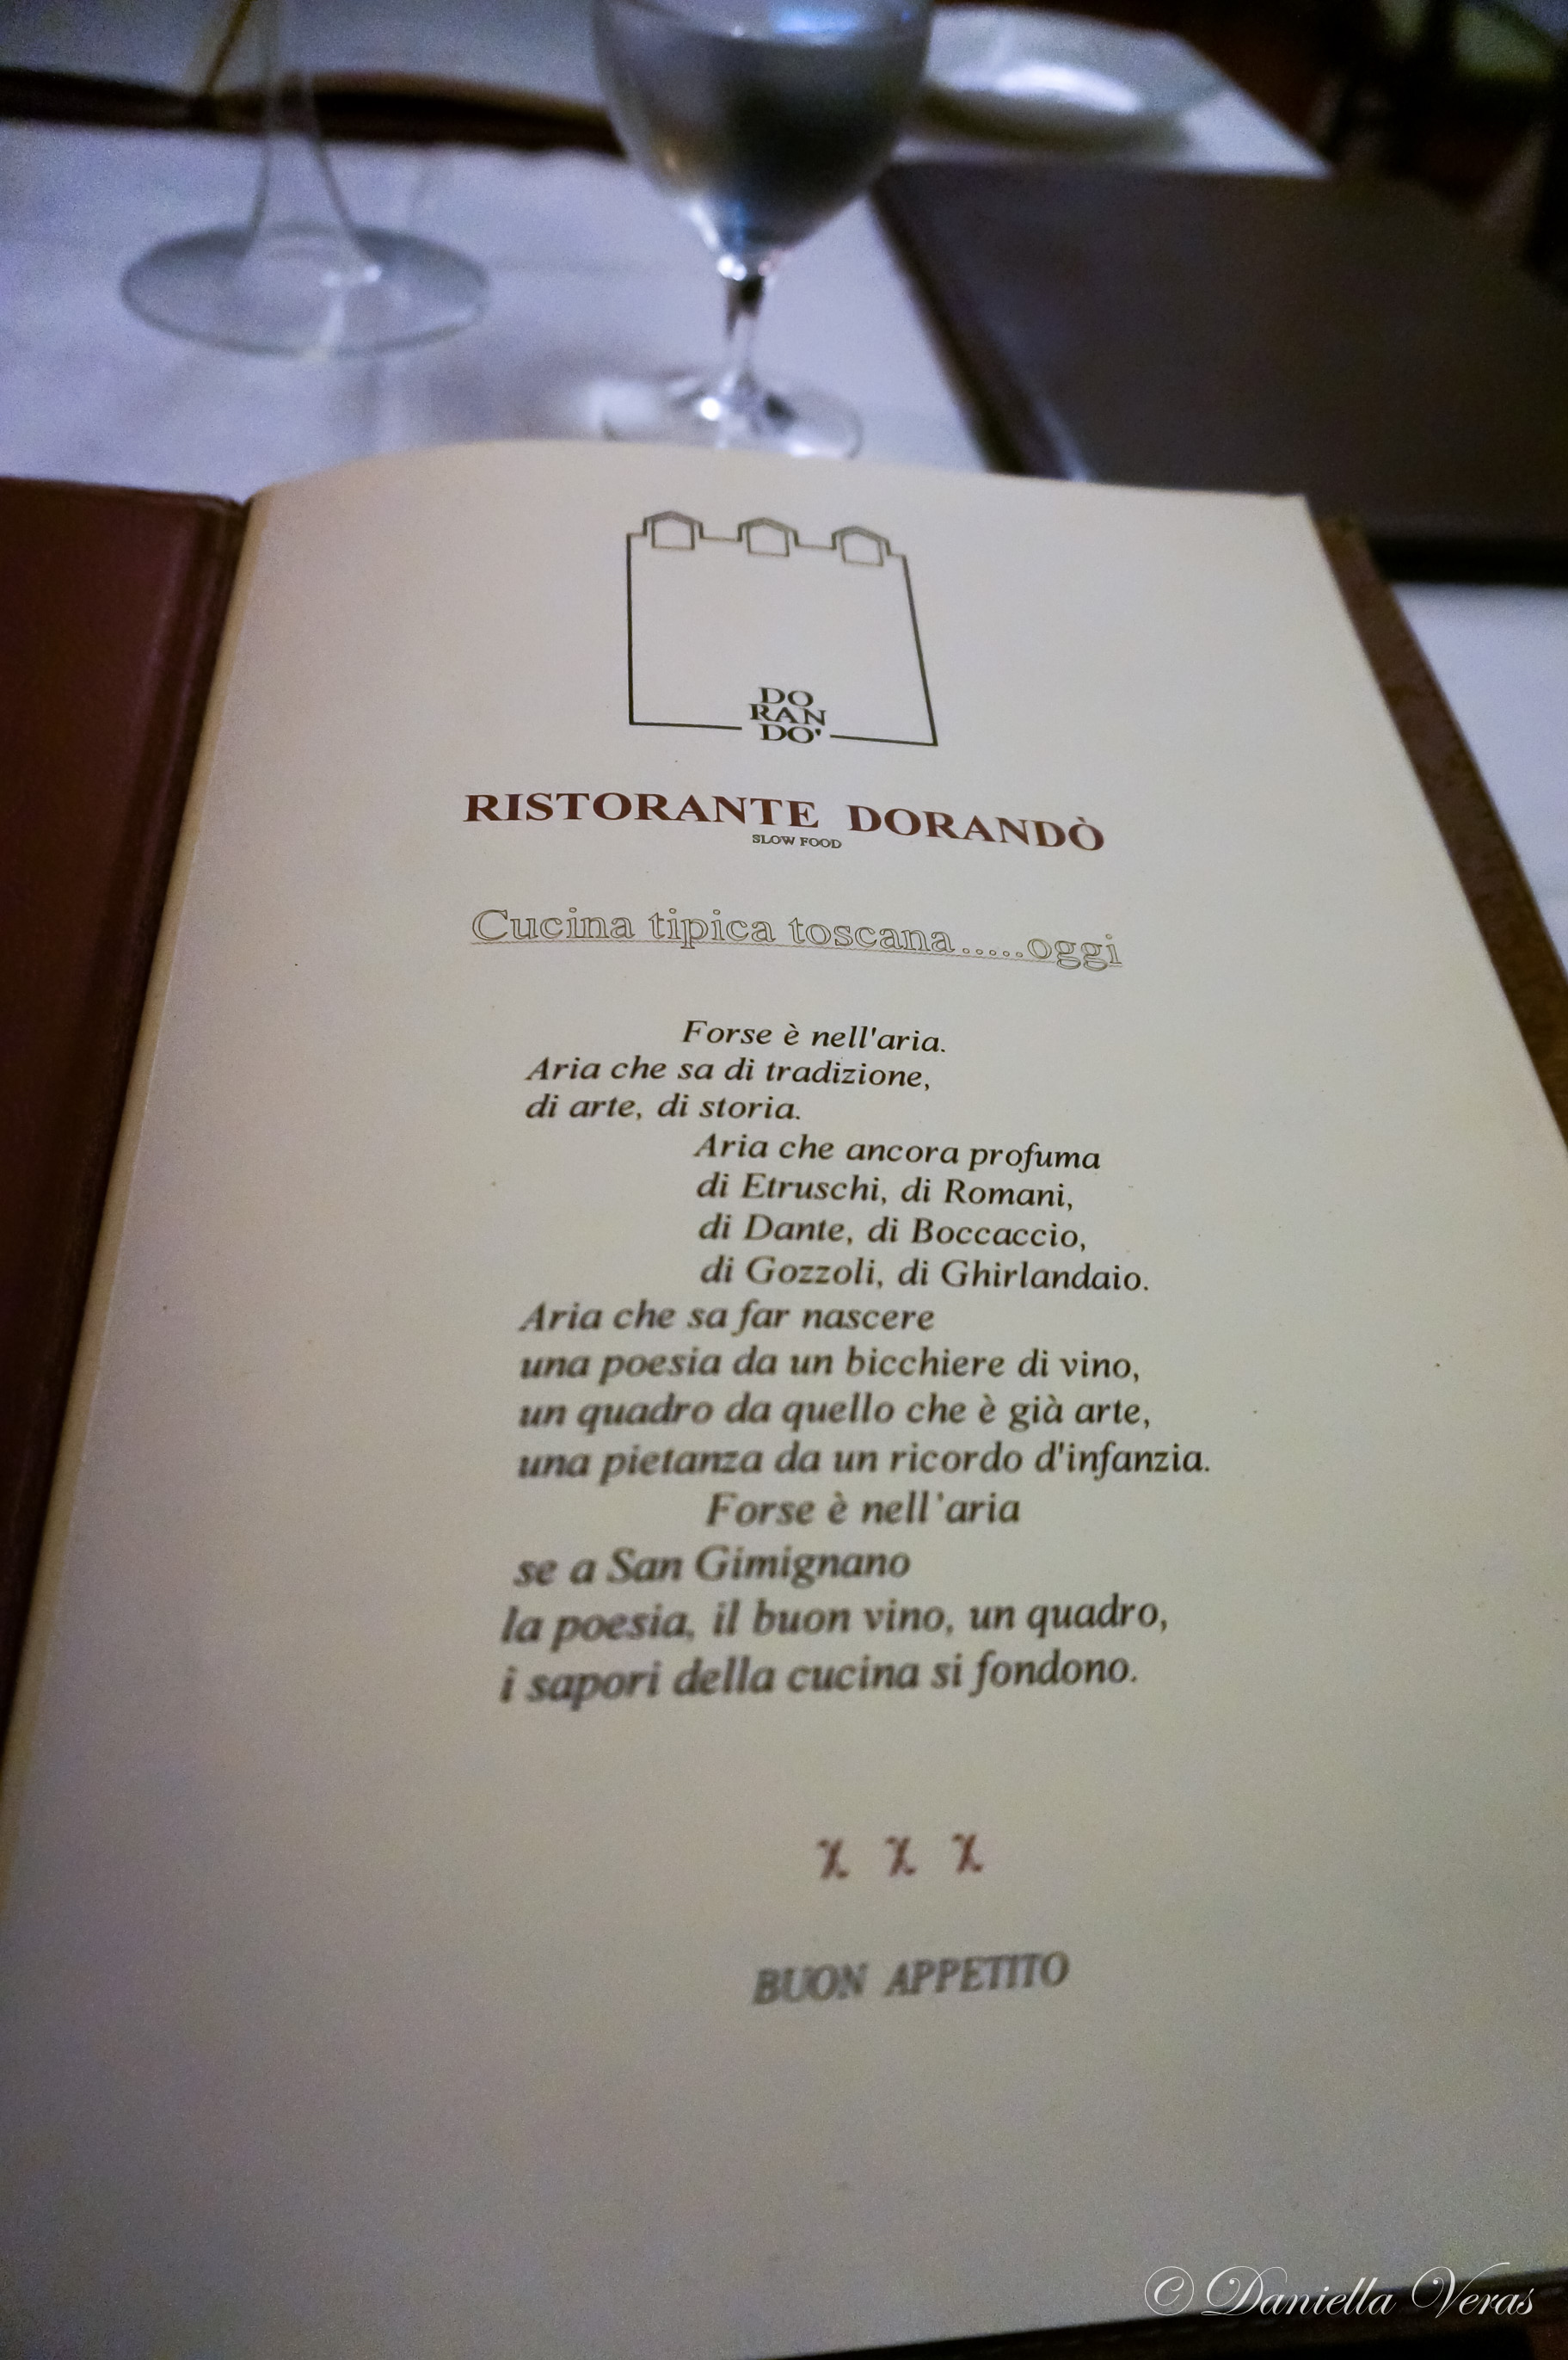 DO
RAN
DO'
RISTORANTE DORANDÒ
SLOW FOOD
Cucina tipica toscana.....oggi
Forse è nell'aria.
Aria che sa di tradizione,
di arte, di storia.
Aria che ancora profuma
di Etruschi, di Romani,
di Dante, di Boccaccio,
di Gozzoli, di Ghirlandaio.
Aria che sa far nascere
una poesia da un bicchiere di vino,
un quadro da quello che è già arte,
una pietanza da un ricordo d'infanzia.
Forse è nell'aria
se a San Gimignano
la poesia, il buon vino, un quadro,
i sapori della cucina si fondono.
BUON APPETITO
© Daniella Veras